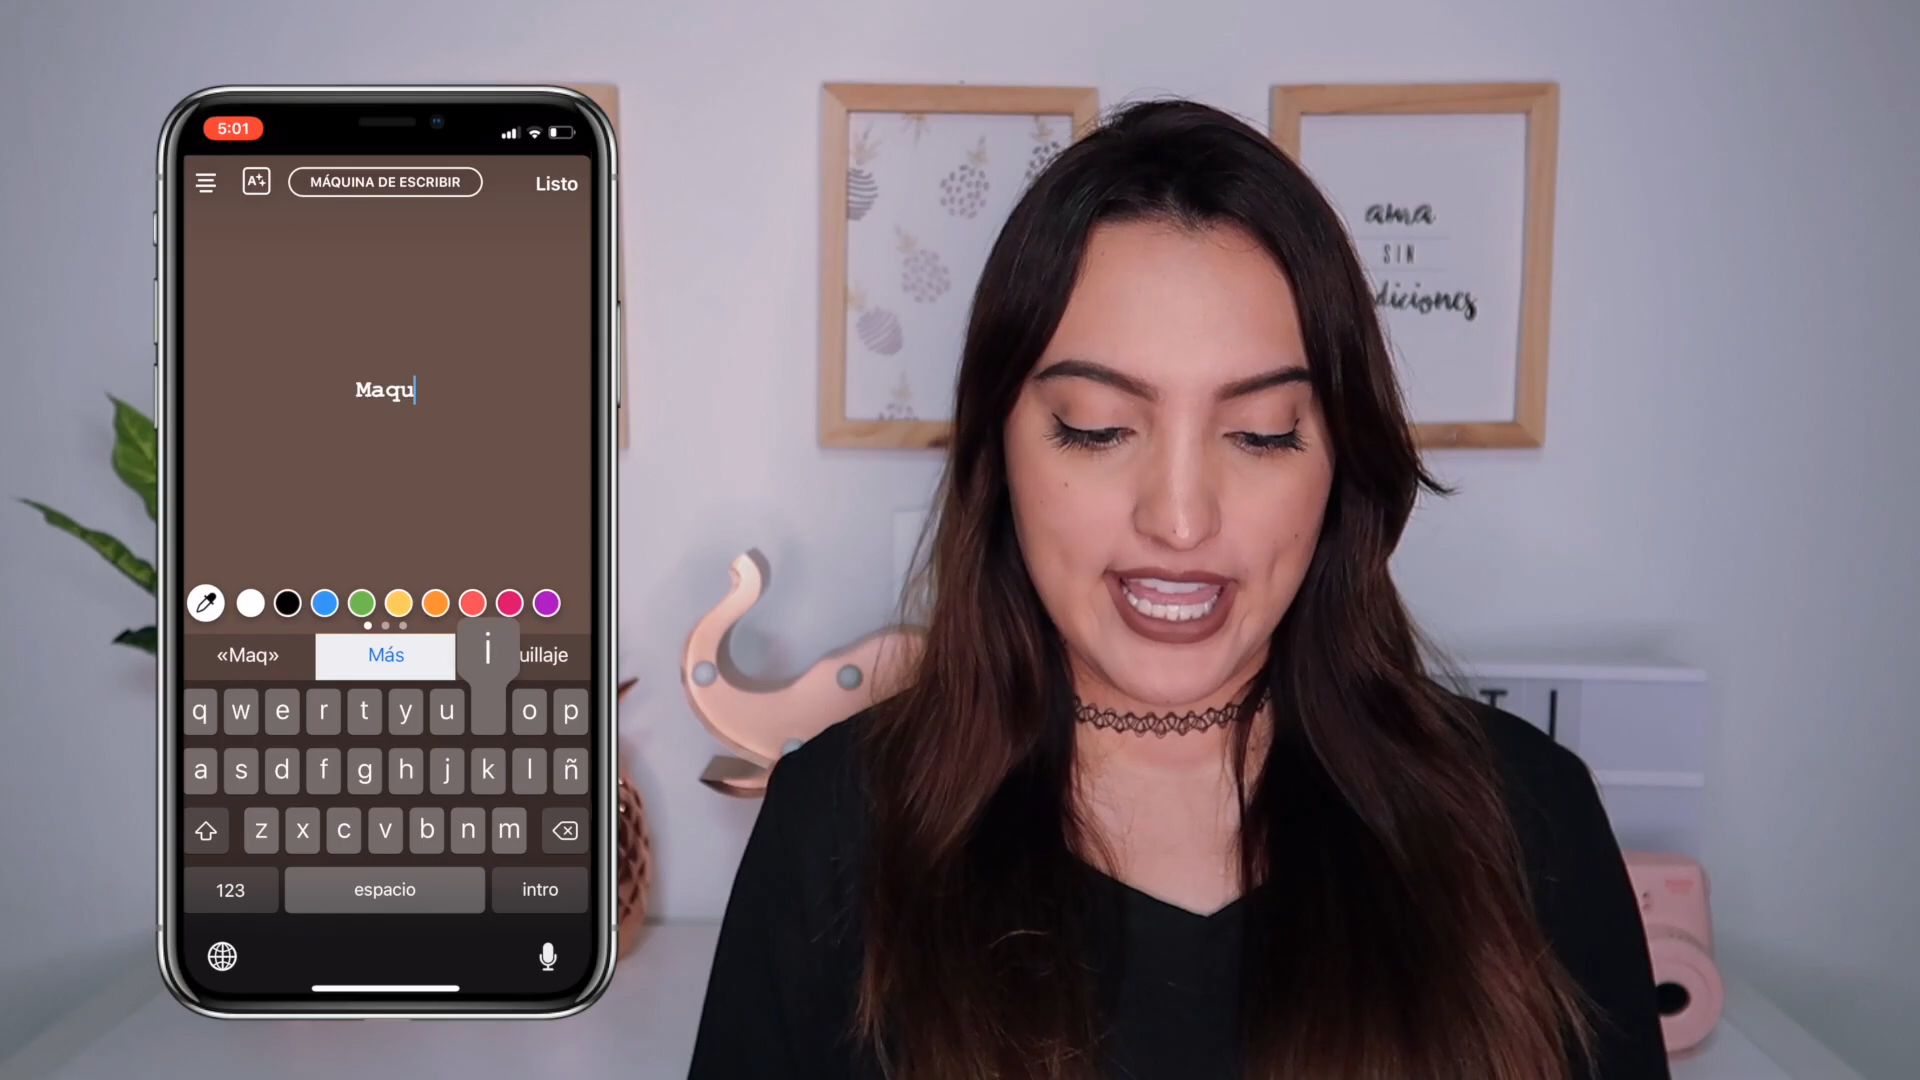 5:01
A MÁQUINA DE ESCRIBIR Listo
Maqu
«Maq» Más i uillaje
q w e r t y u o p
a s d f g h j k l ñ
z x c v b n m
123 espacio intro
ama
SIN
diciones
T I